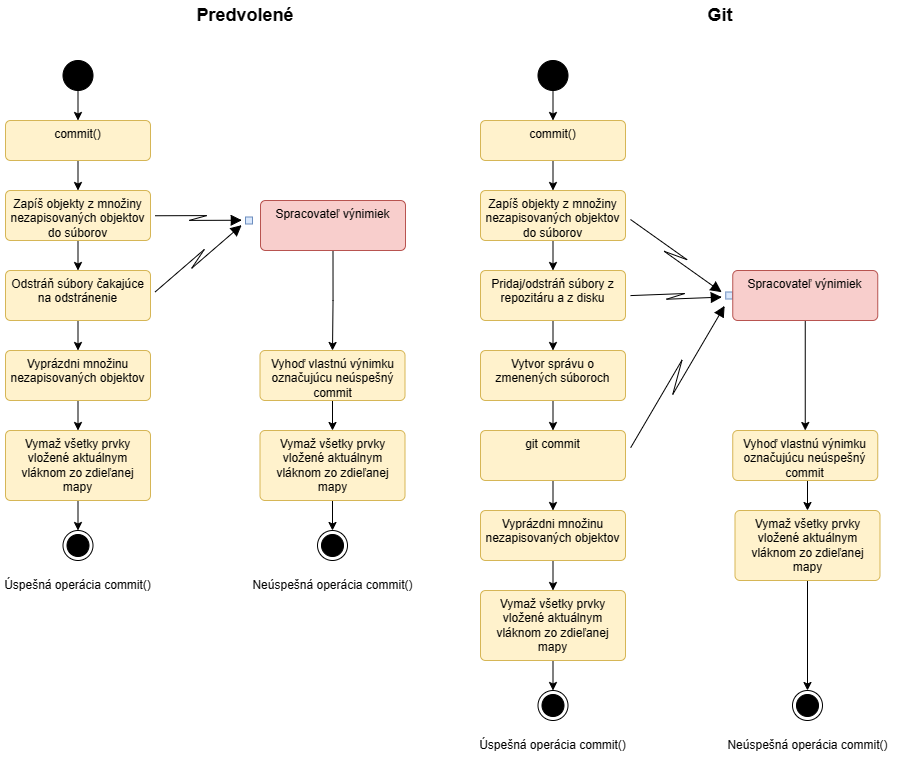 Predvolené
commit()
Zapíš objekty z množiny
nezapisovaných objektov
do súborov
Odstráň súbory čakajúce
na odstránenie
Vyprázdni množinu
nezapisovaných objektov
Vymaž všetky prvky
vložené aktuálnym
vláknom zo zdieľanej
mapy
Úspešná operácia commit()
Spracovateľ výnimiek
Vyhoď vlastnú výnimku
označujúcu neúspešný
commit
Vymaž všetky prvky
vložené aktuálnym
vláknom zo zdieľanej
mapy
Neúspešná operácia commit()
Git
commit()
Zapíš objekty z množiny
nezapisovaných objektov
do súborov
Pridaj/odstráň súbory z
repozitáru a z disku
Vytvor správu o
zmenených súboroch
git commit
Vyprázdni množinu
nezapisovaných objektov
Vymaž všetky prvky
vložené aktuálnym
vláknom zo zdieľanej
mapy
Úspešná operácia commit()
Spracovateľ výnimiek
Vyhoď vlastnú výnimku
označujúcu neúspešný
commit
Vymaž všetky prvky
vložené aktuálnym
vláknom zo zdieľanej
mapy
Neúspešná operácia commit()